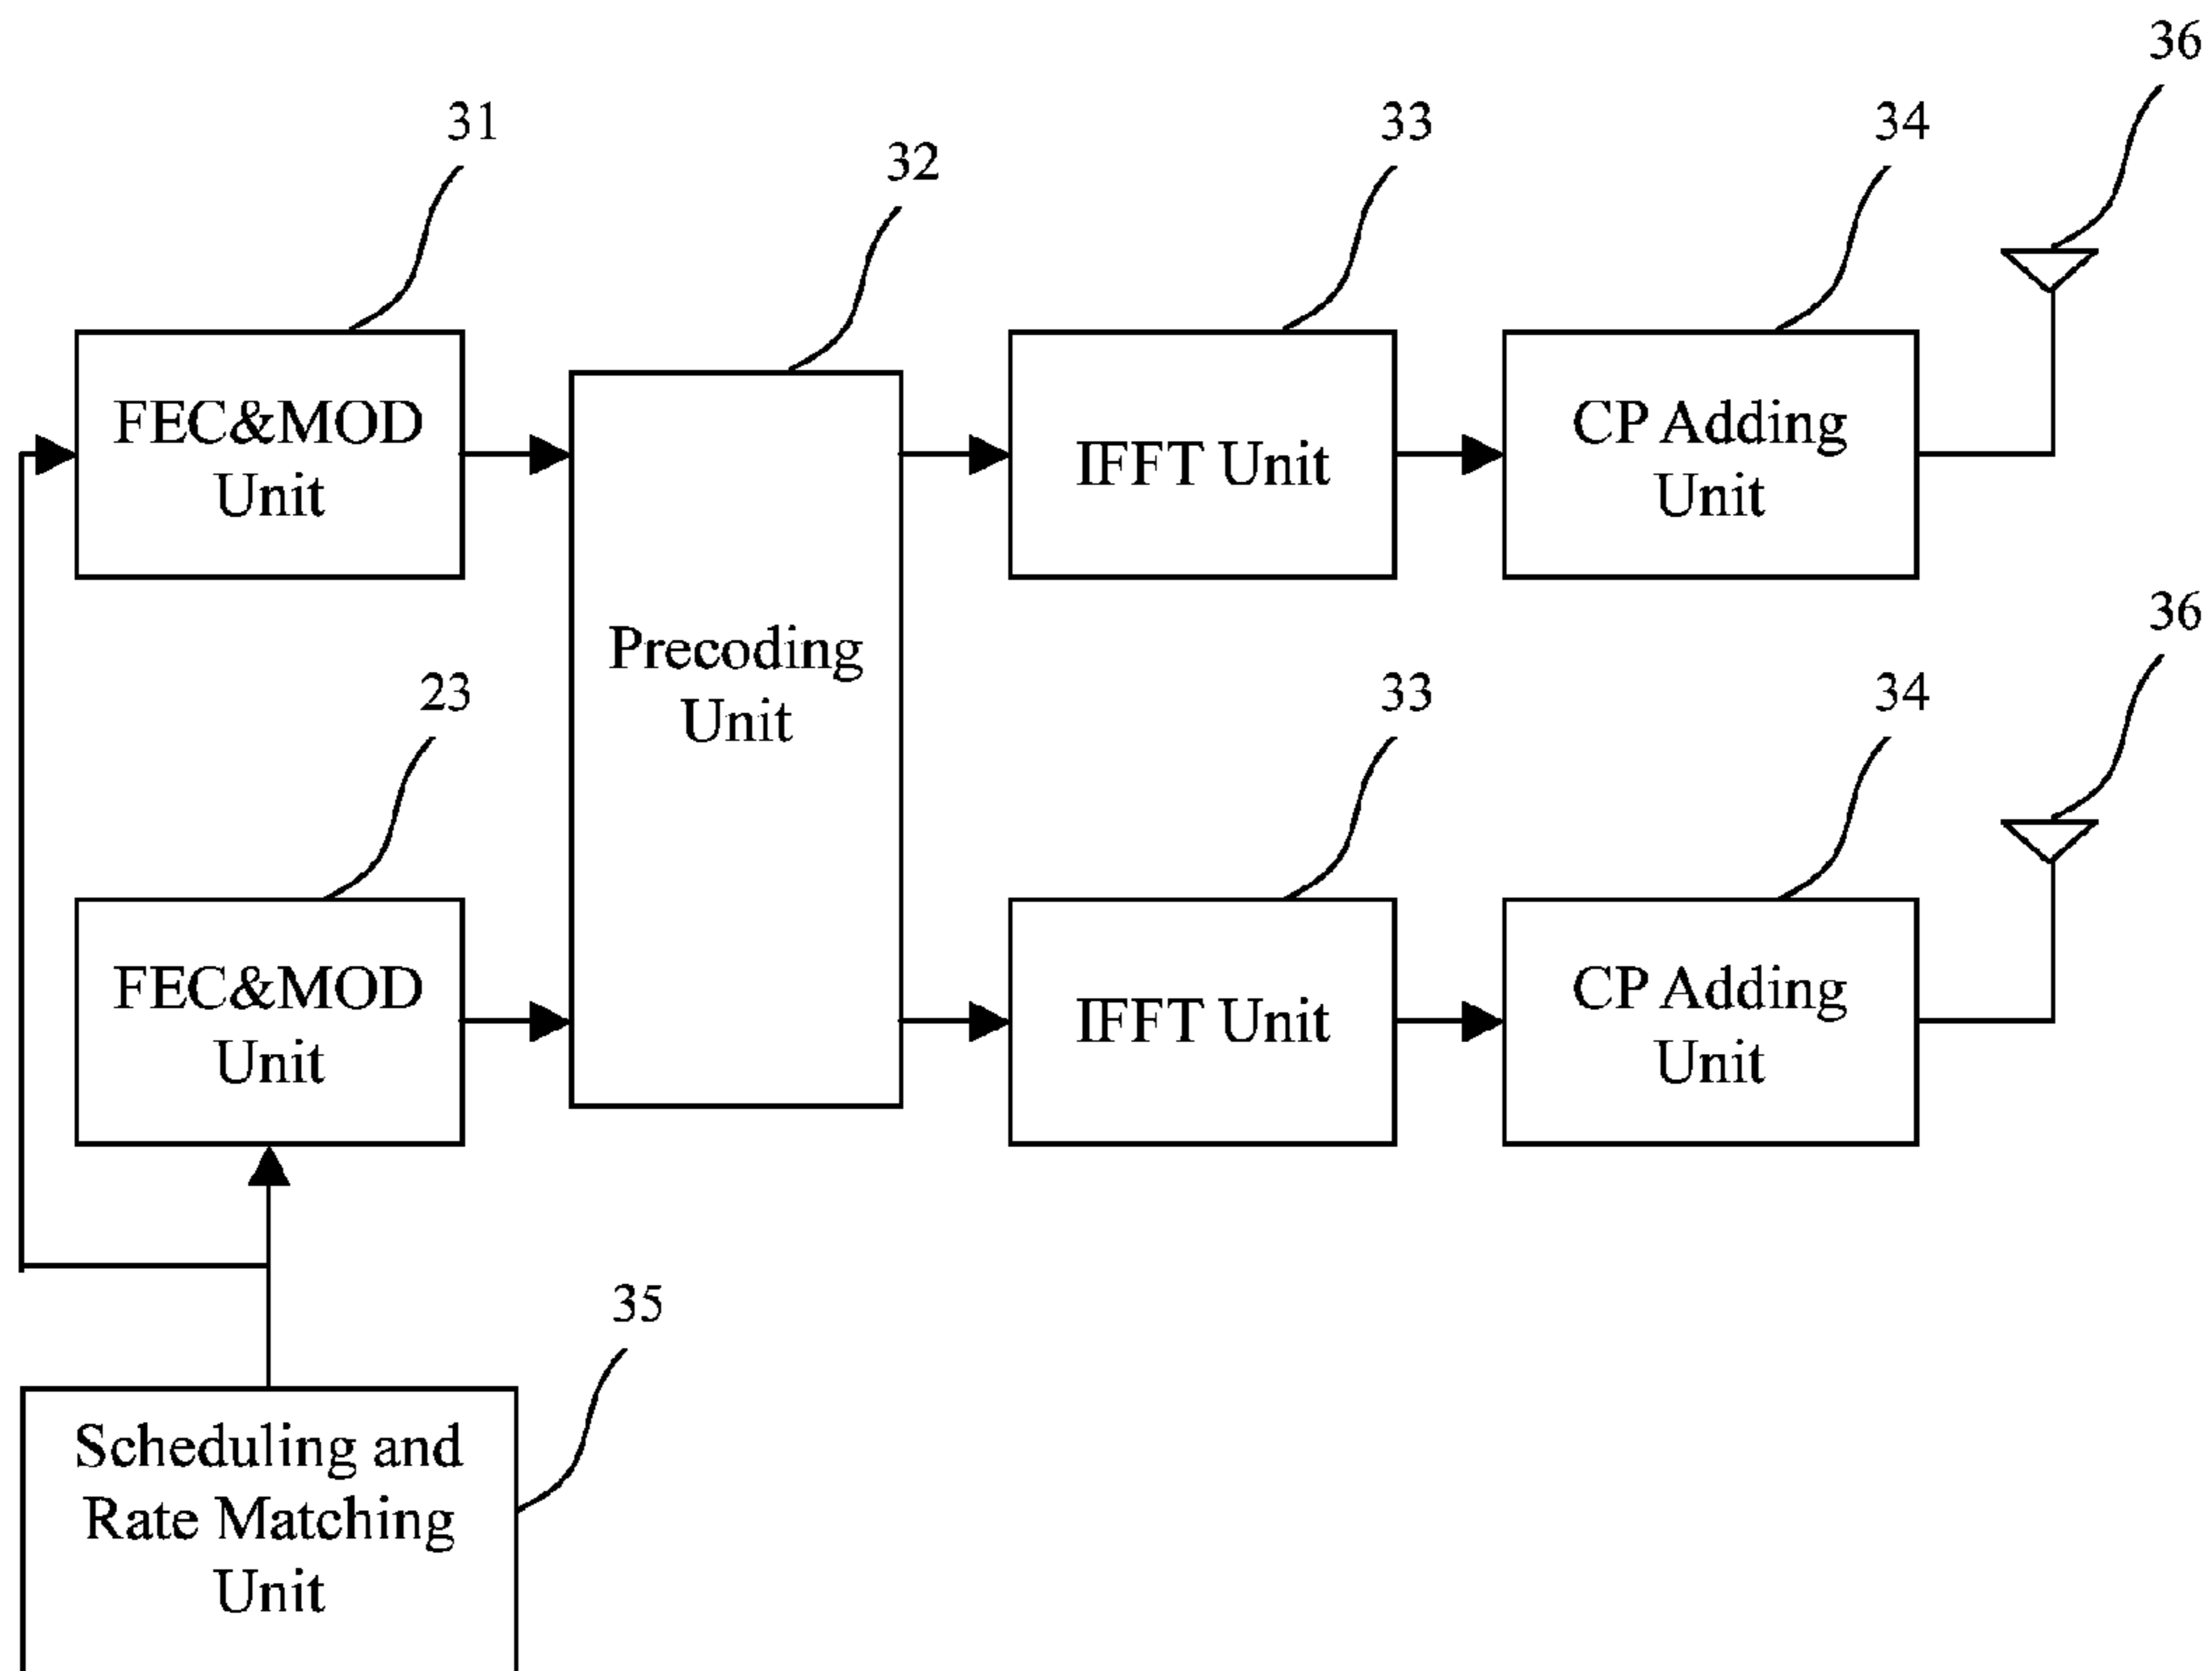 36
31
32
33
34
FEC&MOD
Unit
IFFT Unit
CP Adding
Unit
36
Precoding
Unit
23
33
34
FEC&MOD
Unit
IFFT Unit
CP Adding
Unit
35
Scheduling and
Rate Matching
Unit